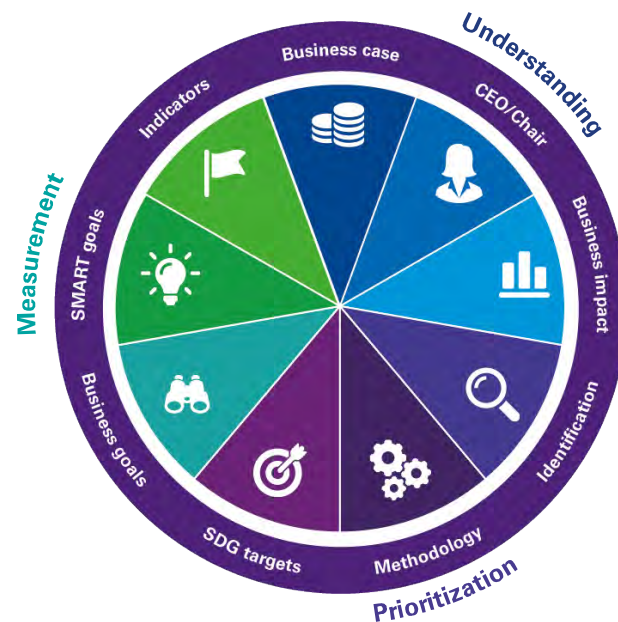 Understanding
Business case
CEO/Chair
Business impact
Identification
Methodology
Prioritization
SDG targets
Business goals
SMART goals
Measurement
Indicators